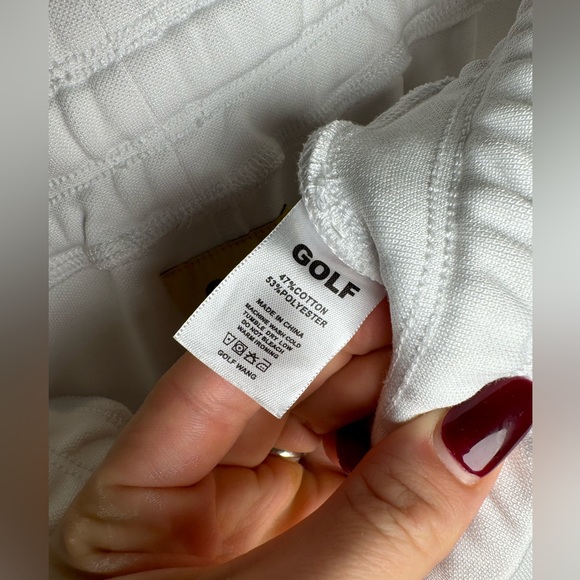 GOLF
47%COTTON
53%POLYESTER
MADE IN CHINA
MACHINE WASH COLD
TUMBLE DRY LOW
DO NOT BLEACH
WARM IRONING
GOLF WANG